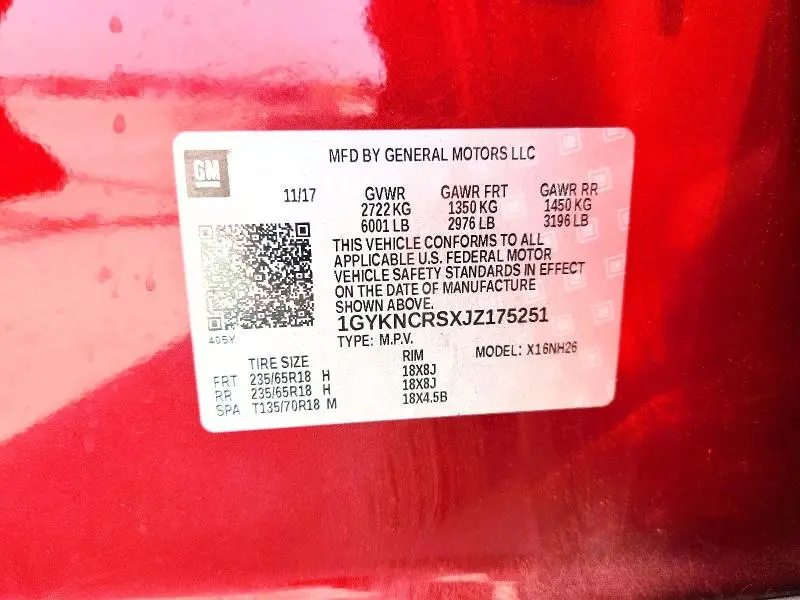 GM
MFD BY GENERAL MOTORS LLC
11/17 GVWR GAWR FRT GAWR RR
2722 KG 1350 KG 1450 KG
6001 LB 2976 LB 3196 LB
THIS VEHICLE CONFORMS TO ALL
APPLICABLE U.S. FEDERAL MOTOR
VEHICLE SAFETY STANDARDS IN EFFECT
ON THE DATE OF MANUFACTURE
SHOWN ABOVE.
1GYKNCRSXJZ175251
405Y
TYPE: M.P.V. MODEL: X16NH26
TIRE SIZE RIM
FRT 235/65R18 H 18X8J
RR 235/65R18 H 18X8J
SPA T135/70R18 M 18X4.5B